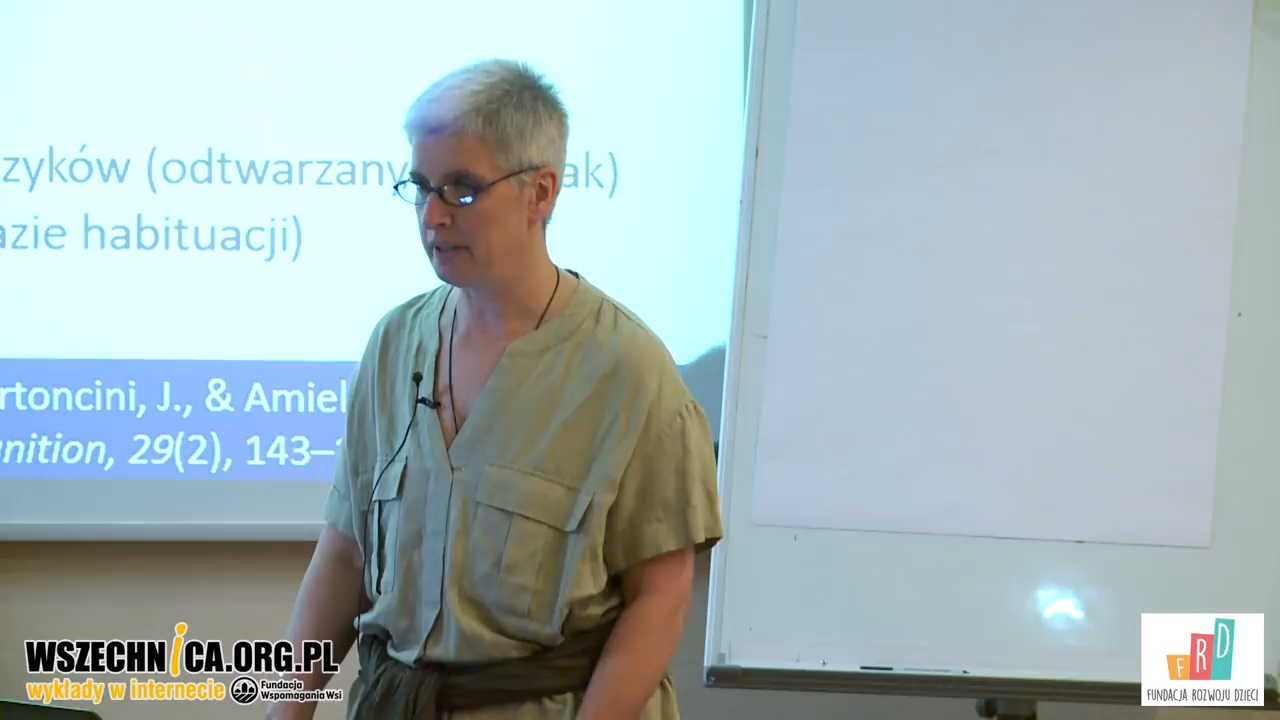 zyków (odtwarzany ak)
azie habituacji)
rtoncini, J., & Amiel
nition, 29(2), 143–
WSZECHNiCA.ORG.PL
wykłady w internecie
Fundacja
Wspomagania Wsi
FRD
FUNDACJA ROZWOJU DZIECI